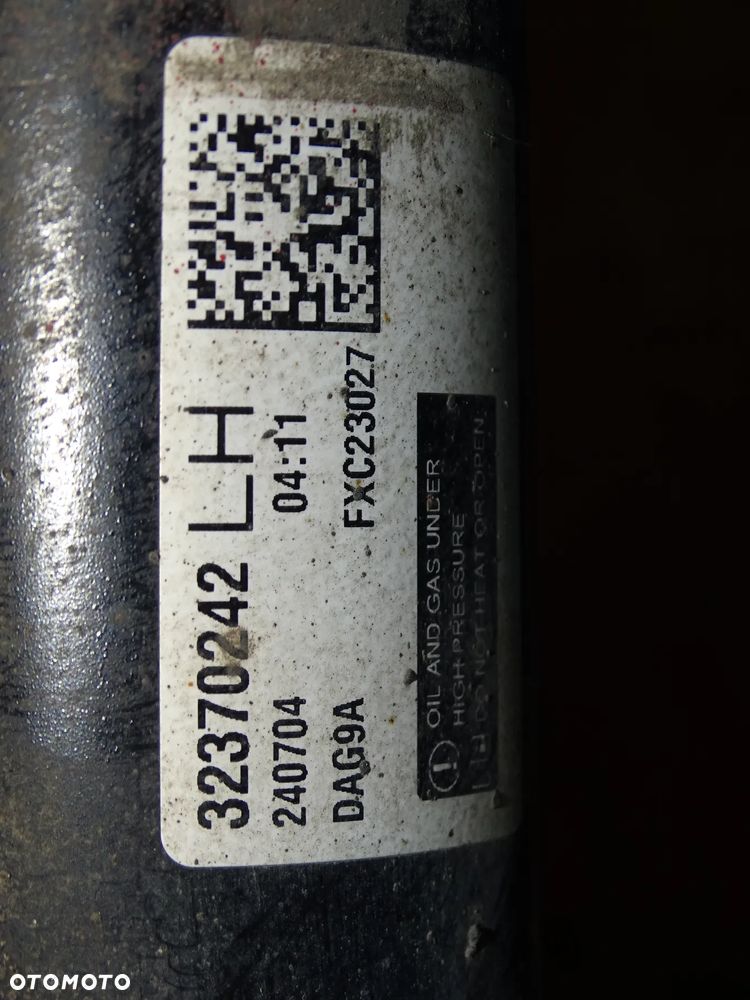 32370242 LH
240704 04:11
DAG9A FXC23027
OIL AND GAS UNDER
HIGH PRESSURE
DO NOT HEAT OR OPEN
OTOMOTO